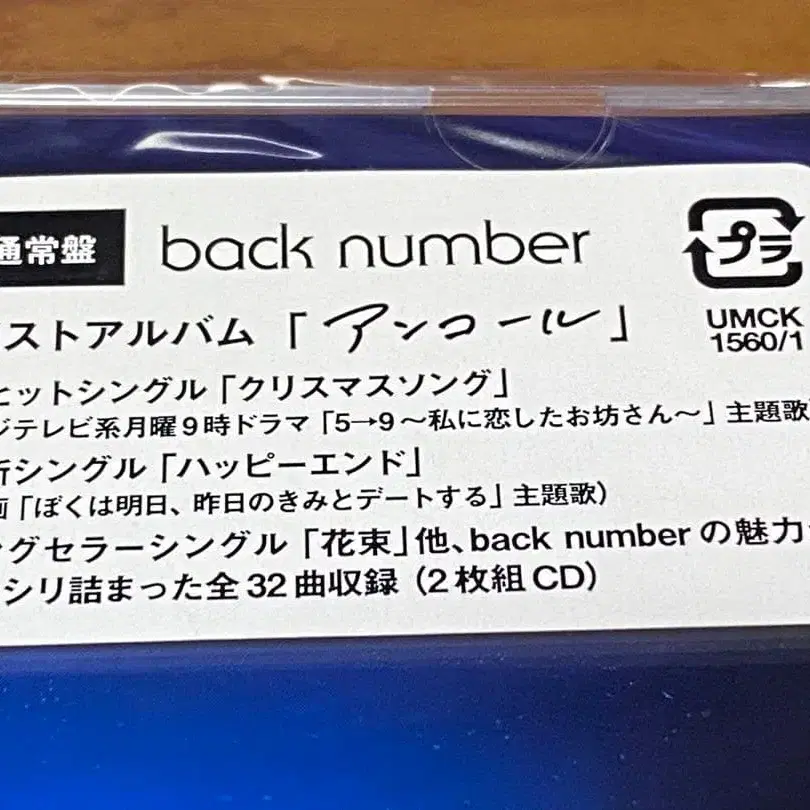 通常盤
back number
プラ
UMCK
1560/1
ストアルバム「アンコール」
ヒットシングル「クリスマスソング」
ジテレビ系月曜9時ドラマ「5→9～私に恋したお坊さん～」主題歌
新シングル「ハッピーエンド」
画「ぼくは明日、昨日のきみとデートする」主題歌）
ングセラーシングル「花束」他、back numberの魅力
シリ詰まった全32曲収録（2枚組CD）